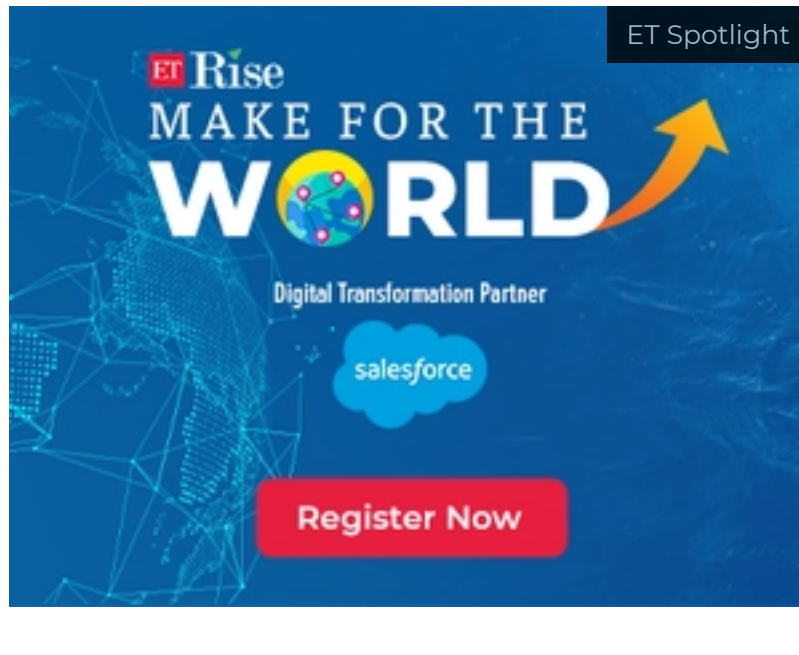 ET Spotlight
ET Rise
MAKE FOR THE
WORLD
Digital Transformation Partner
salesforce
Register Now